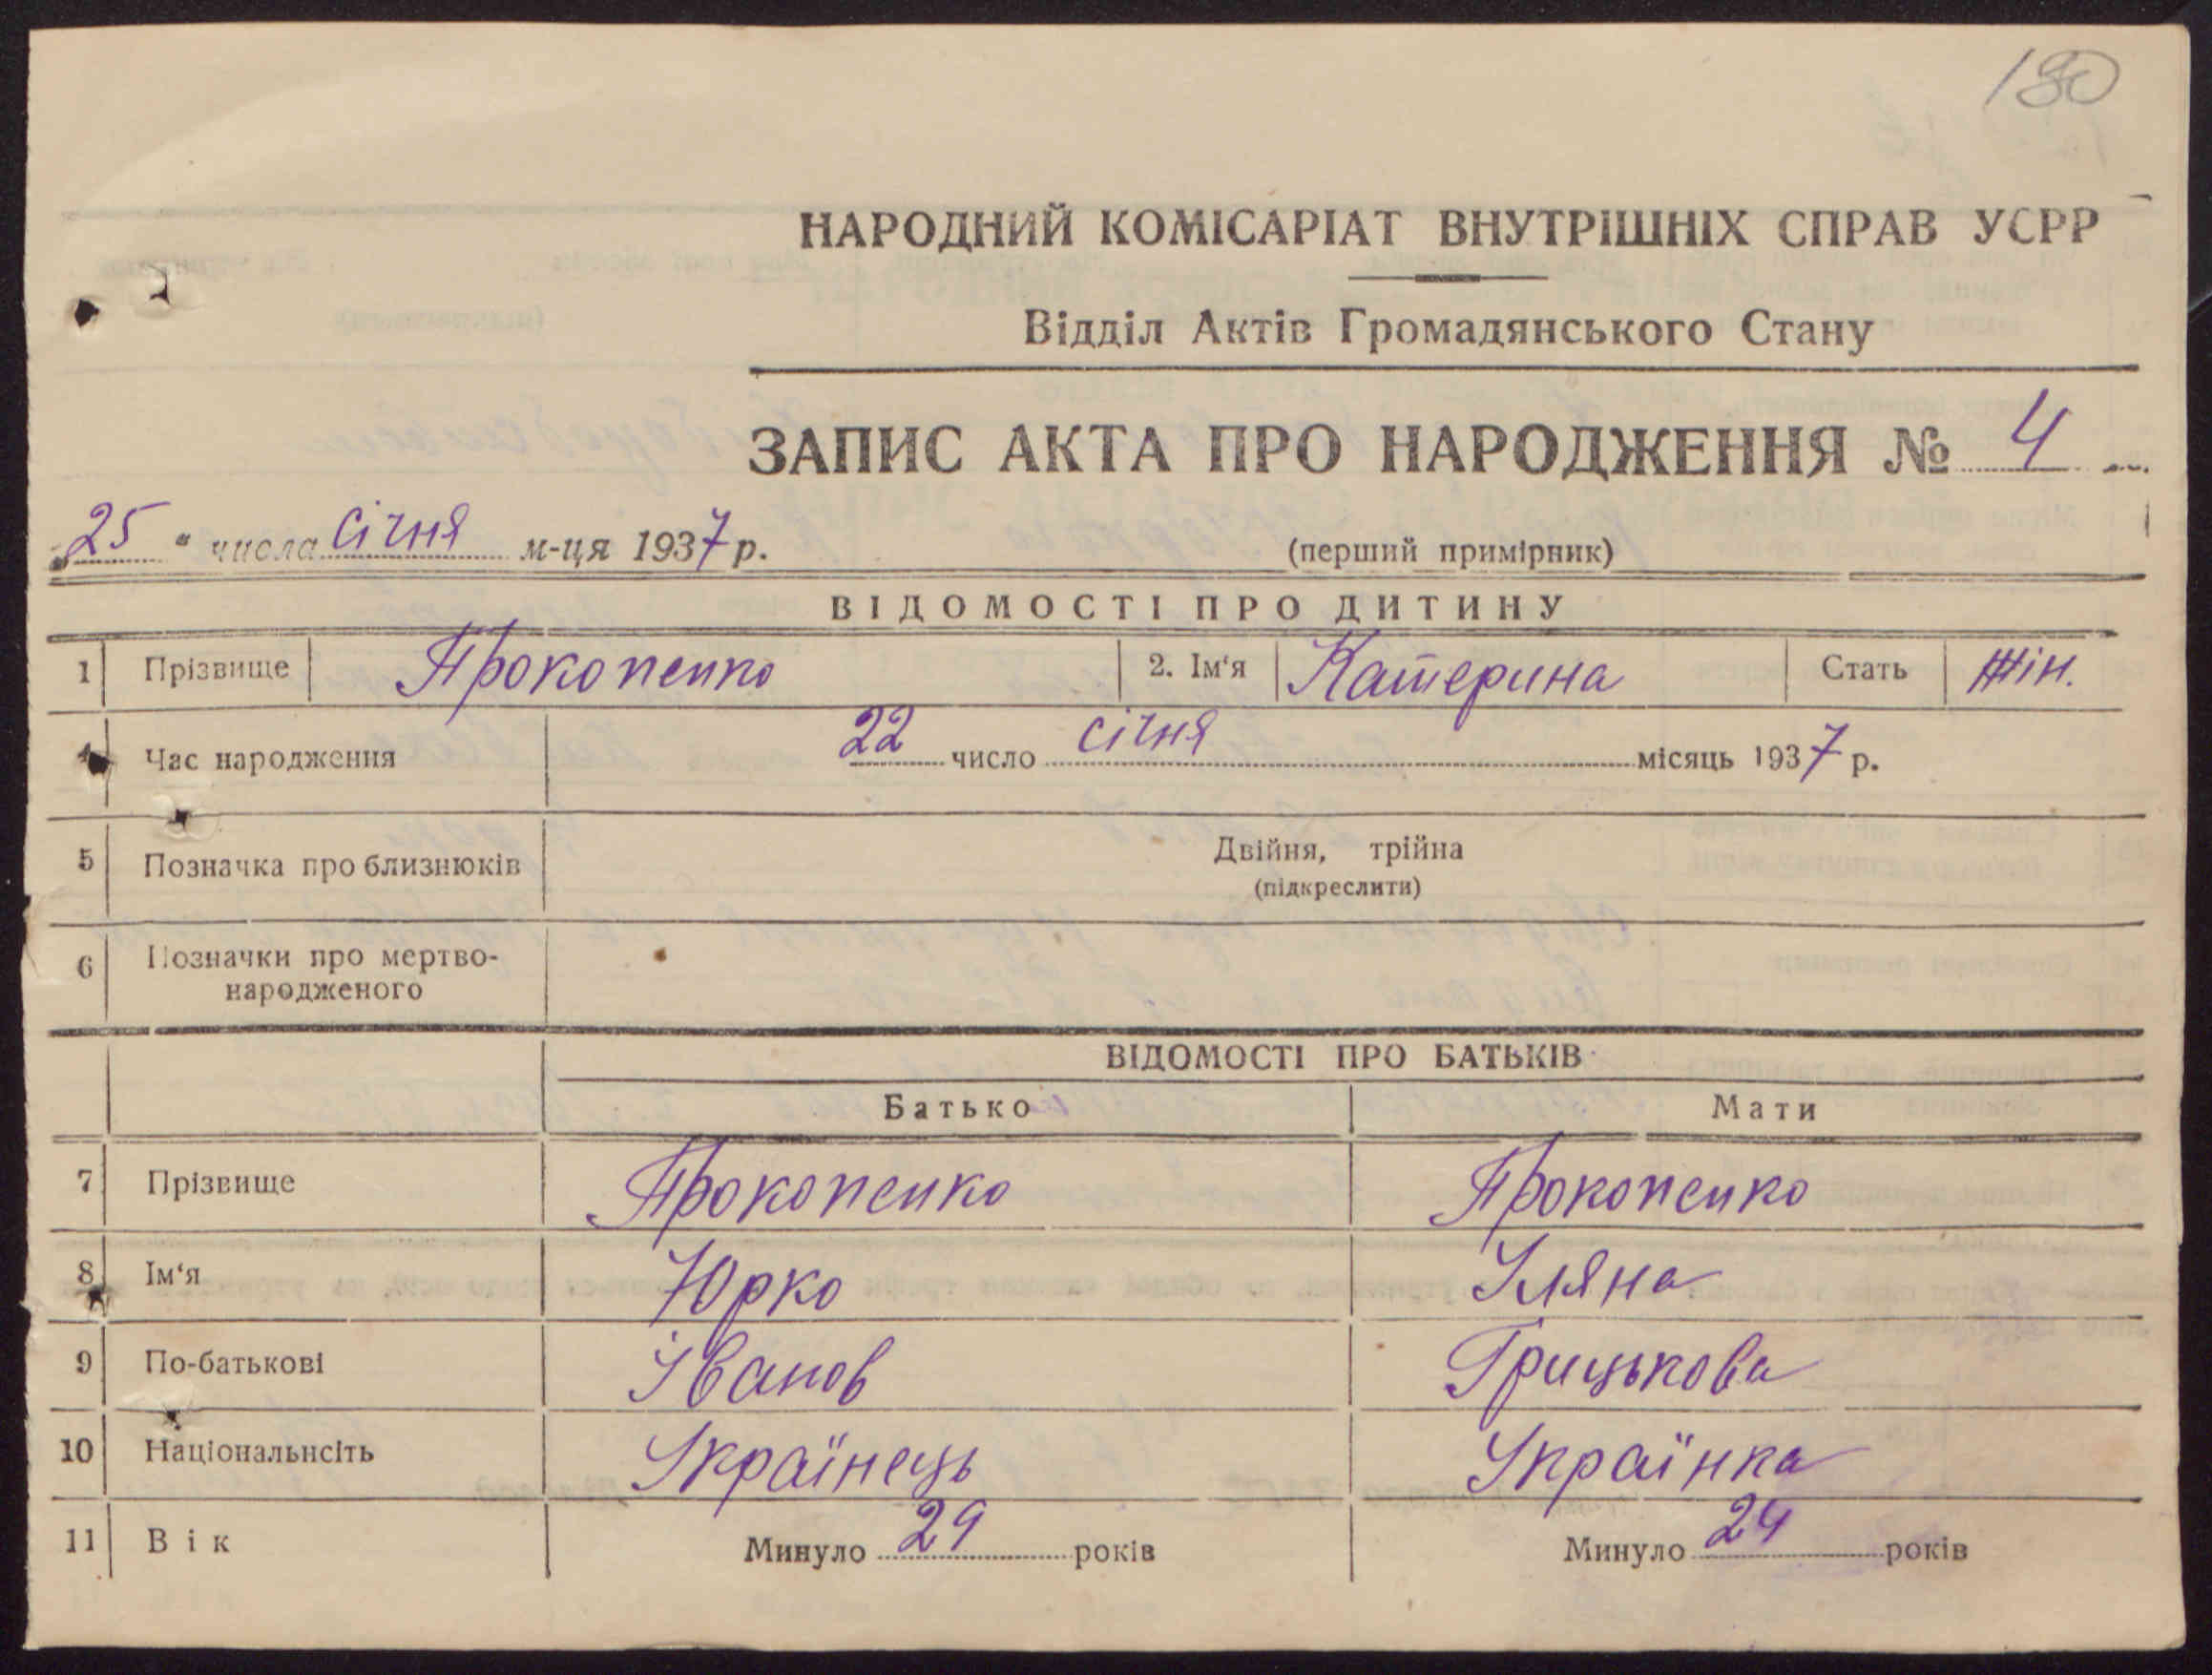 180
НАРОДНИЙ КОМІСАРІАТ ВНУТРІШНІХ СПРАВ УСРР
Відділ Актів Громадянського Стану
ЗАПИС АКТА ПРО НАРОДЖЕННЯ № 4
25 " числа січня м-ця 1937 р.
(перший примірник)
ВІДОМОСТІ ПРО ДИТИНУ
1 Прізвище Прокопенко 2. Ім'я Катерина Стать Жін.
4 Час народження 22 число січня місяць 1937 р.
5 Позначка про близнюків Двійня, трійна
(підкреслити)
6 Позначки про мертво-
народженого
ВІДОМОСТІ ПРО БАТЬКІВ
Батько Мати
7 Прізвище Прокопенко Прокопенко
8 Ім'я Юрко Уляна
9 По-батькові Іванов Грицькова
10 Національнсіть Українець Українка
11 Вік Минуло 29 років Минуло 24 років